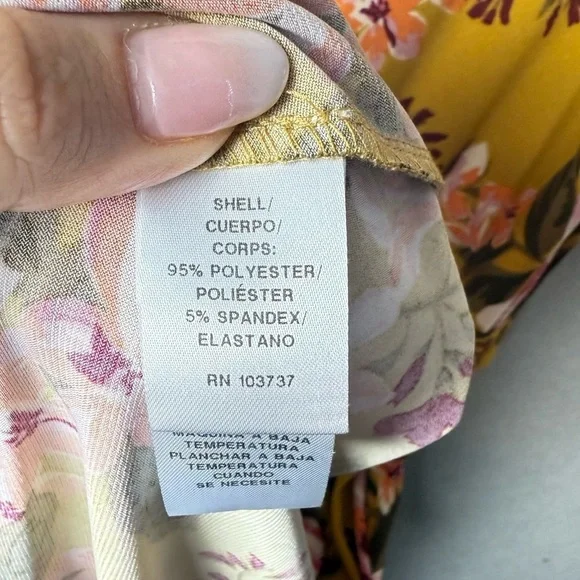 SHELL/
CUERPO/
CORPS:
95% POLYESTER/
POLIÉSTER
5% SPANDEX/
ELASTANO
RN 103737
MAQUINA A BAJA
TEMPERATURA
PLANCHAR A BAJA
TEMPERATURA
CUANDO
SE NECESITE